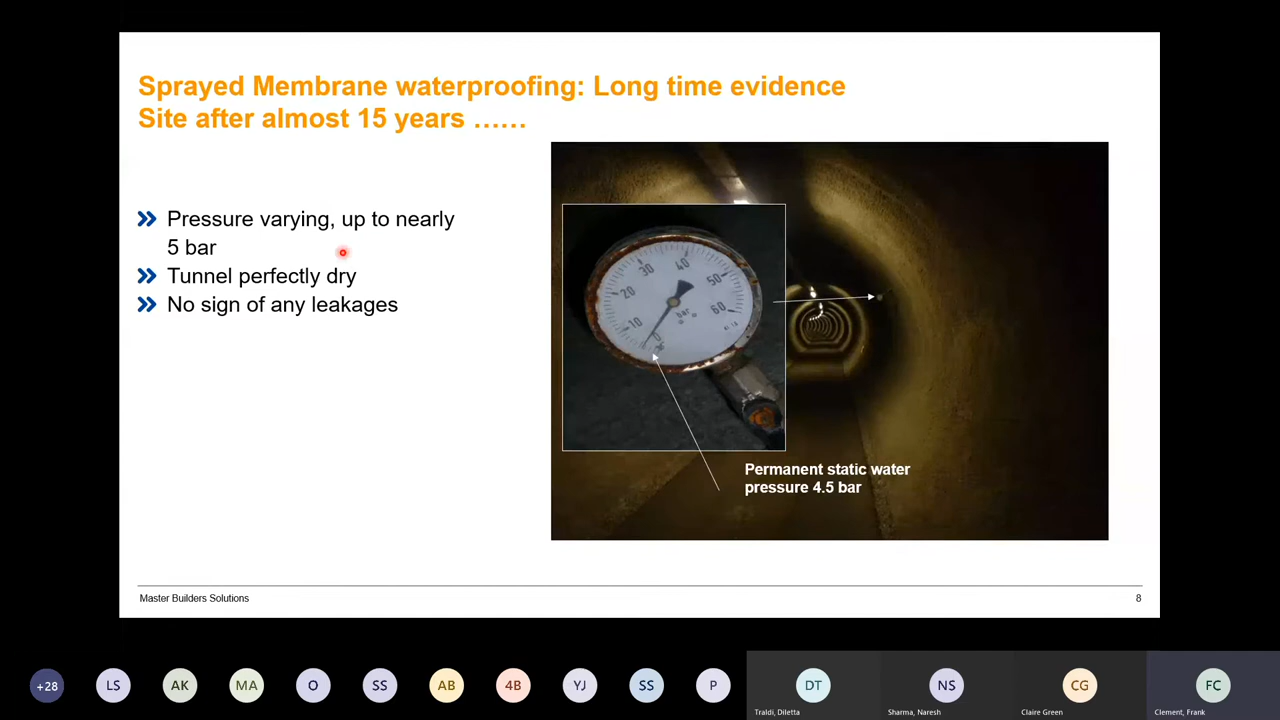 Sprayed Membrane waterproofing: Long time evidence
Site after almost 15 years ......
Pressure varying, up to nearly
5 bar
Tunnel perfectly dry
No sign of any leakages
0
10
20
30
40
50
60
bar
Permanent static water
pressure 4.5 bar
Master Builders Solutions
8
+28
LS
AK
MA
O
SS
AB
4B
YJ
SS
P
DT
NS
CG
FC
Traldi, Diletta
Sharma, Naresh
Claire Green
Clement, Frank